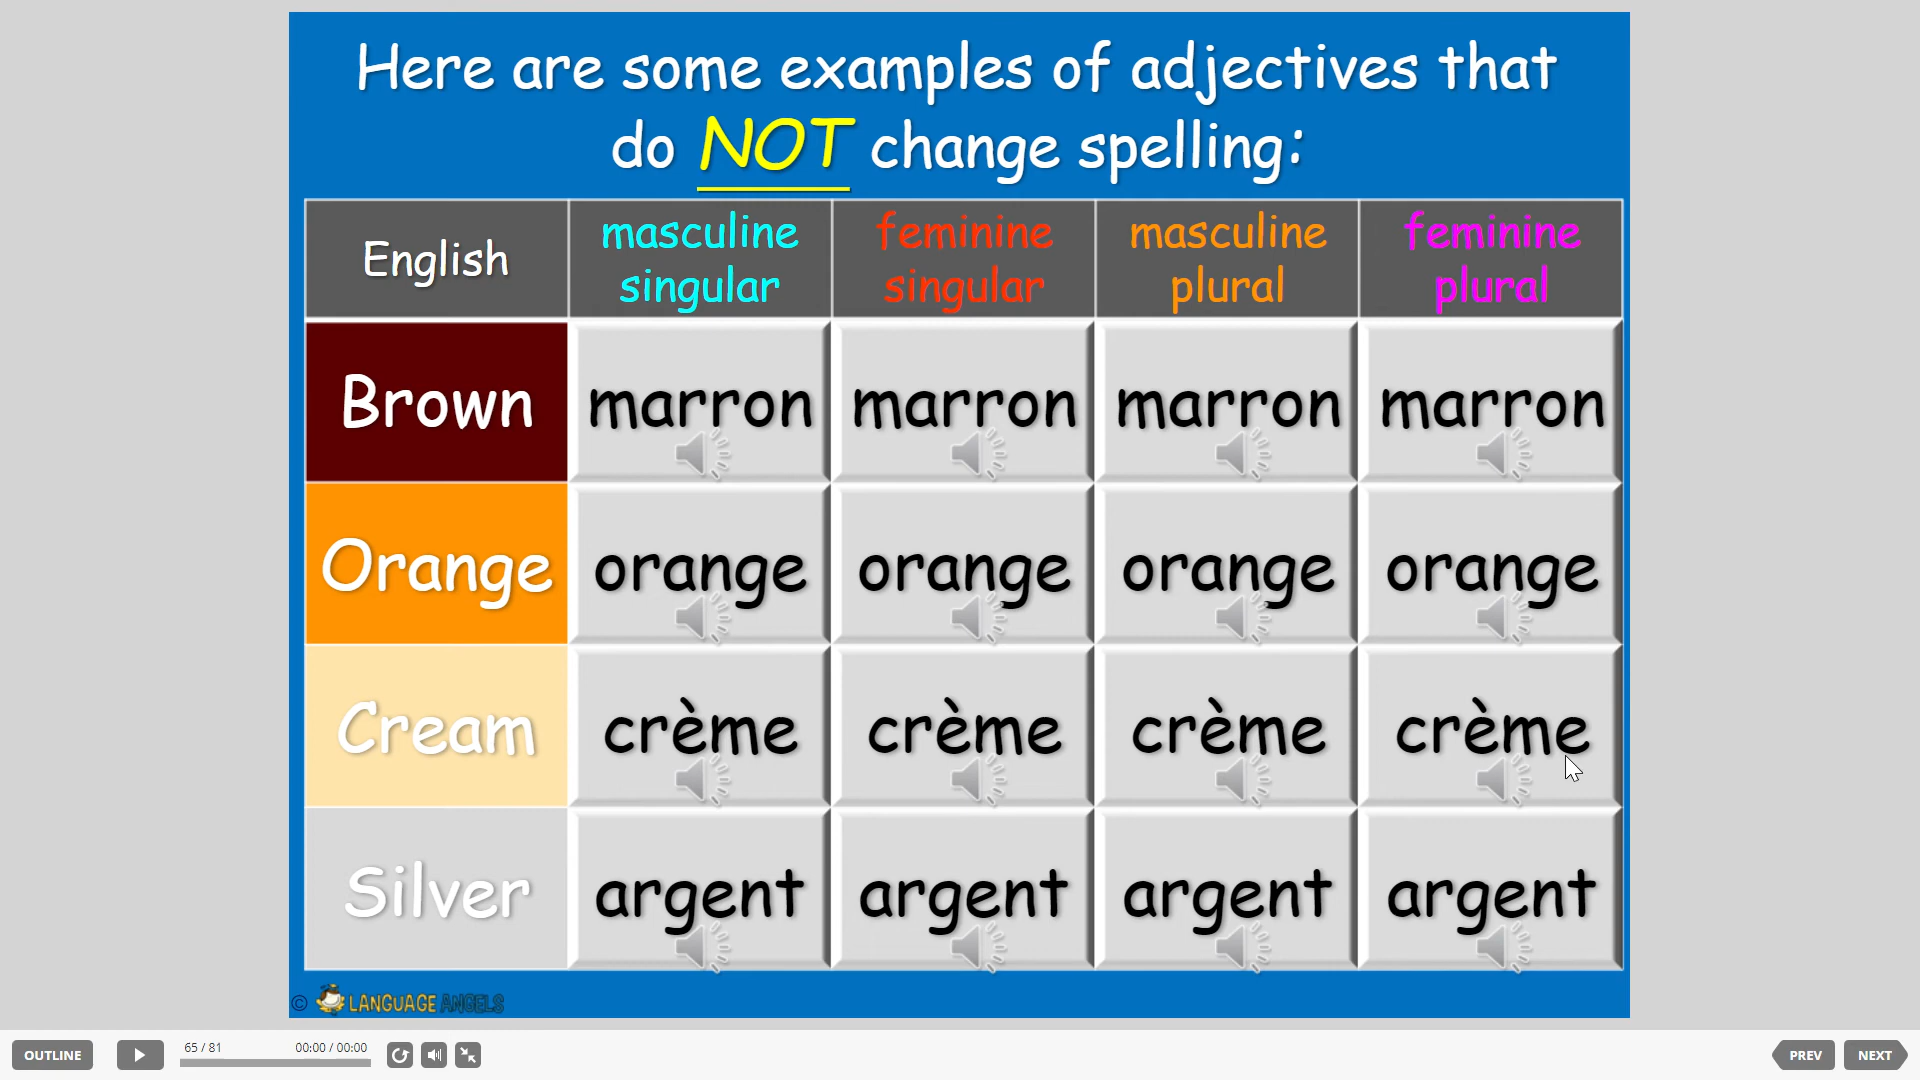 Here are some examples of adjectives that
do NOT change spelling:
English
masculine singular
feminine singular
masculine plural
feminine plural
Brown marron marron marron marron
Orange orange orange orange orange
Cream crème crème crème crème
Silver argent argent argent argent
© LANGUAGE ANGELS
OUTLINE 65 / 81 00:00 / 00:00 PREV NEXT